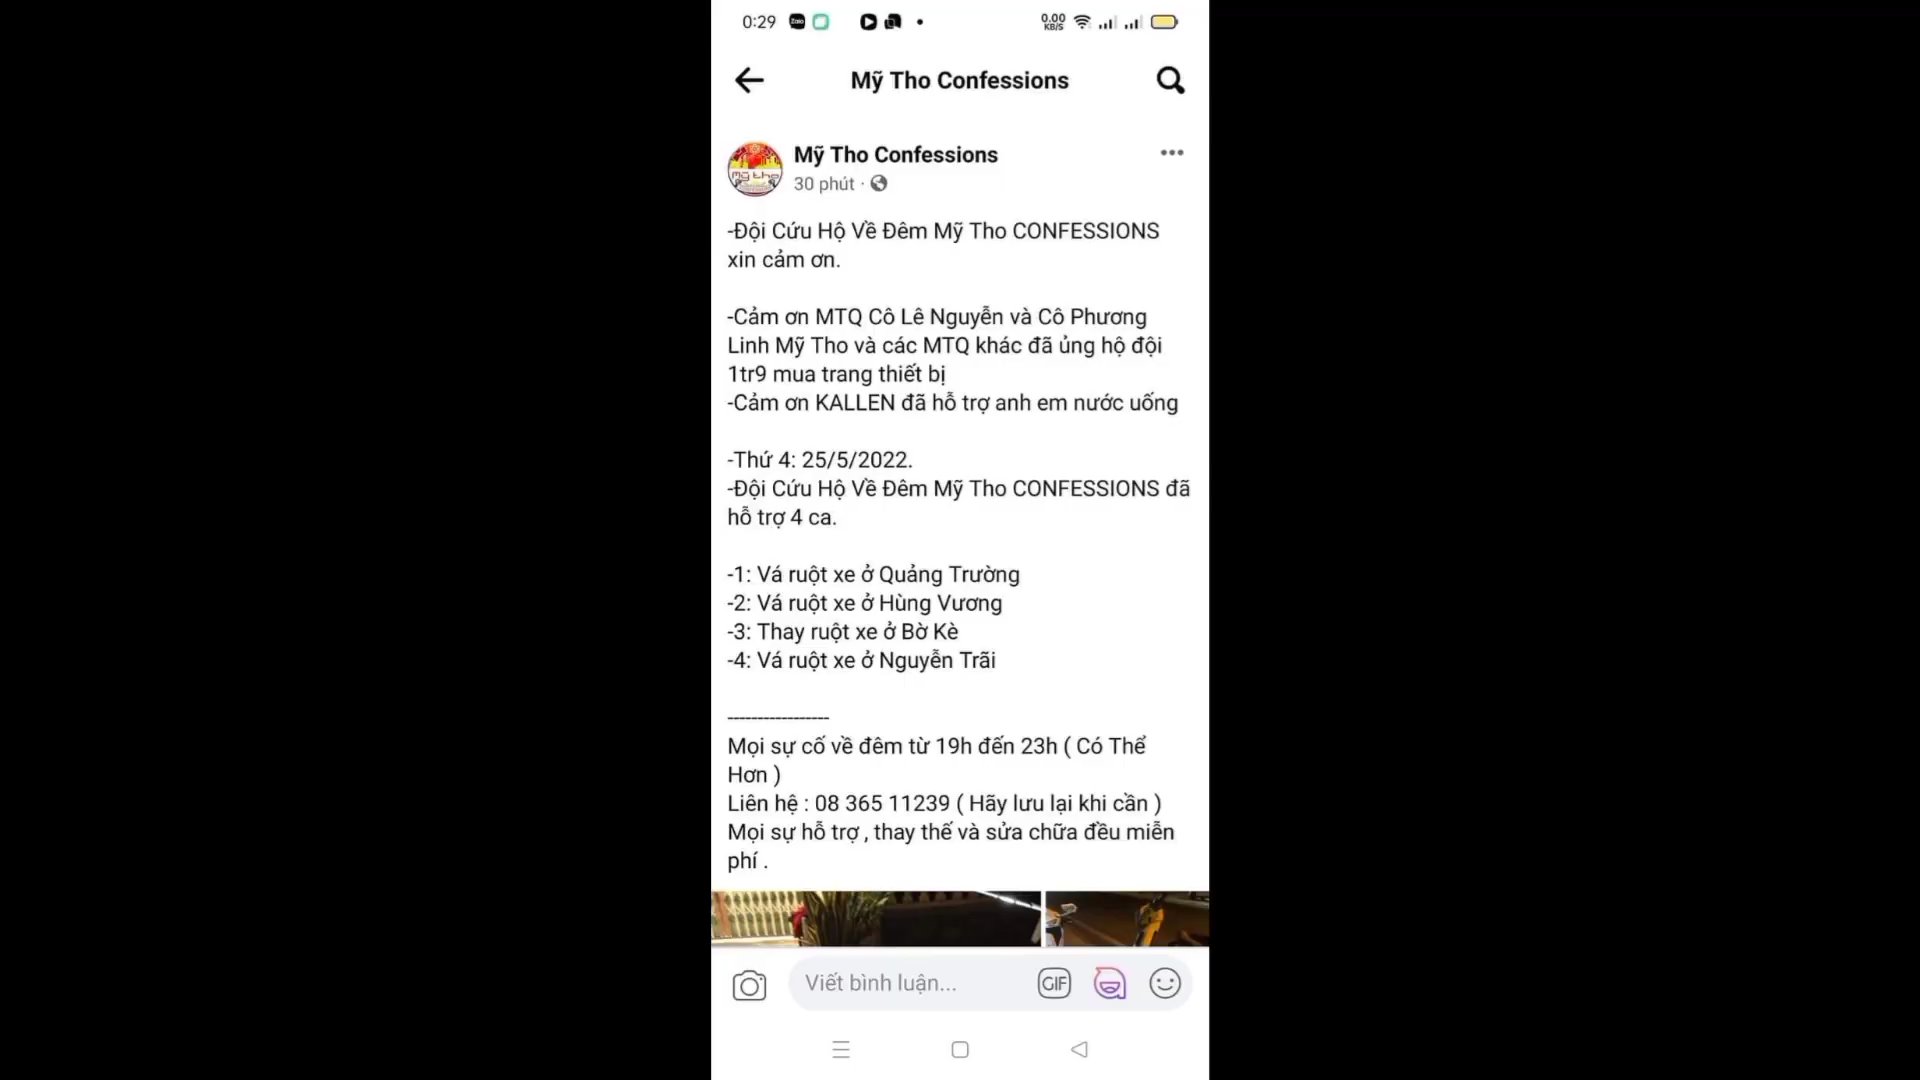 0:29
Zalo
0.00
KB/S
Mỹ Tho Confessions
Mỹ Tho Confessions
30 phút ·
Mỹ tho
-Đội Cứu Hộ Về Đêm Mỹ Tho CONFESSIONS
xin cảm ơn.
-Cảm ơn MTQ Cô Lê Nguyễn và Cô Phương
Linh Mỹ Tho và các MTQ khác đã ủng hộ đội
1tr9 mua trang thiết bị
-Cảm ơn KALLEN đã hỗ trợ anh em nước uống
-Thứ 4: 25/5/2022.
-Đội Cứu Hộ Về Đêm Mỹ Tho CONFESSIONS đã
hỗ trợ 4 ca.
-1: Vá ruột xe ở Quảng Trường
-2: Vá ruột xe ở Hùng Vương
-3: Thay ruột xe ở Bờ Kè
-4: Vá ruột xe ở Nguyễn Trãi
-----------------
Mọi sự cố về đêm từ 19h đến 23h ( Có Thể
Hơn )
Liên hệ : 08 365 11239 ( Hãy lưu lại khi cần )
Mọi sự hỗ trợ , thay thế và sửa chữa đều miễn
phí .
Viết bình luận...
GIF